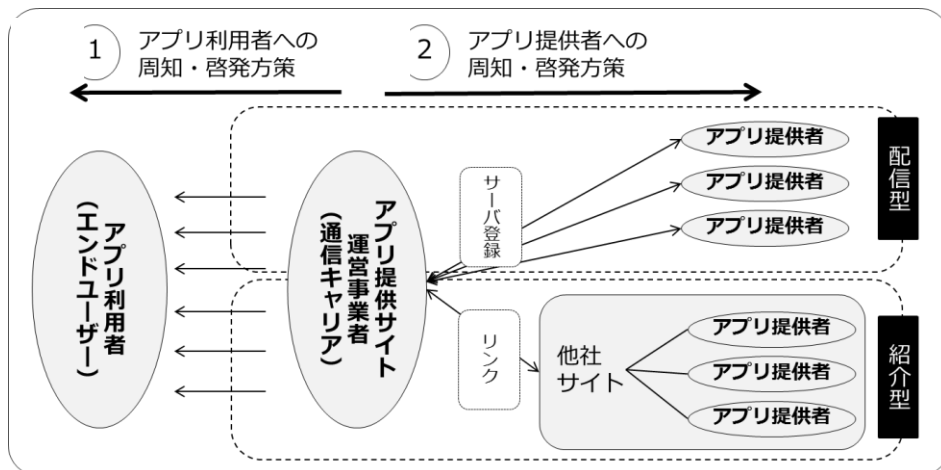 1
アプリ利用者への
周知・啓発方策
2
アプリ提供者への
周知・啓発方策
アプリ利用者
(エンドユーザー)
アプリ提供サイト
運営事業者
(通信キャリア)
サーバ登録
アプリ提供者
アプリ提供者
アプリ提供者
配信型
リンク
他社
サイト
アプリ提供者
アプリ提供者
アプリ提供者
紹介型